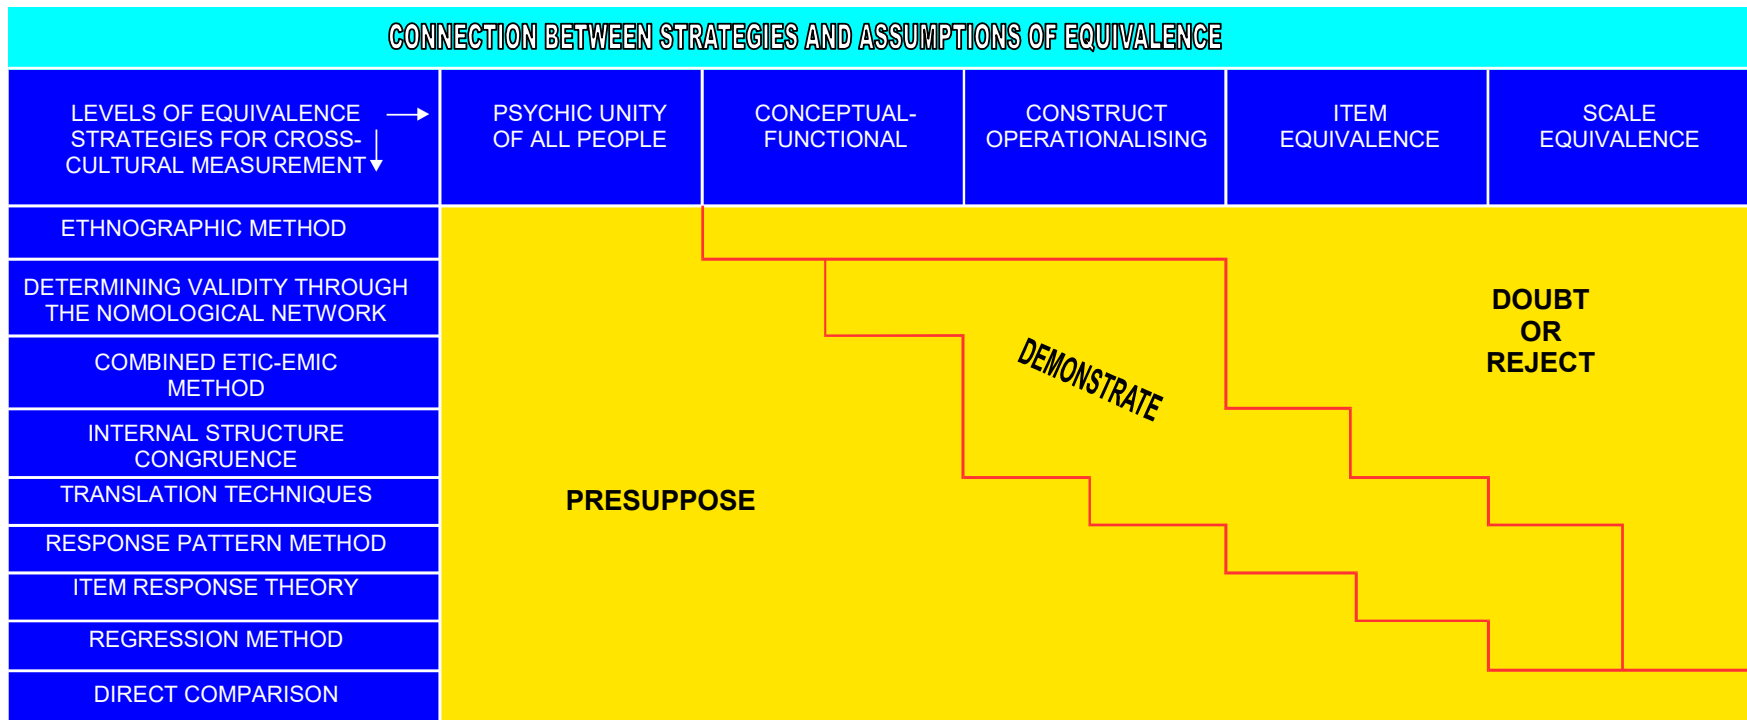 CONNECTION BETWEEN STRATEGIES AND ASSUMPTIONS OF EQUIVALENCE
LEVELS OF EQUIVALENCE
STRATEGIES FOR CROSS-
CULTURAL MEASUREMENT
PSYCHIC UNITY
OF ALL PEOPLE
CONCEPTUAL-
FUNCTIONAL
CONSTRUCT
OPERATIONALISING
ITEM
EQUIVALENCE
SCALE
EQUIVALENCE
ETHNOGRAPHIC METHOD
DETERMINING VALIDITY THROUGH
THE NOMOLOGICAL NETWORK
COMBINED ETIC-EMIC
METHOD
INTERNAL STRUCTURE
CONGRUENCE
TRANSLATION TECHNIQUES
RESPONSE PATTERN METHOD
ITEM RESPONSE THEORY
REGRESSION METHOD
DIRECT COMPARISON
PRESUPPOSE
DEMONSTRATE
DOUBT
OR
REJECT